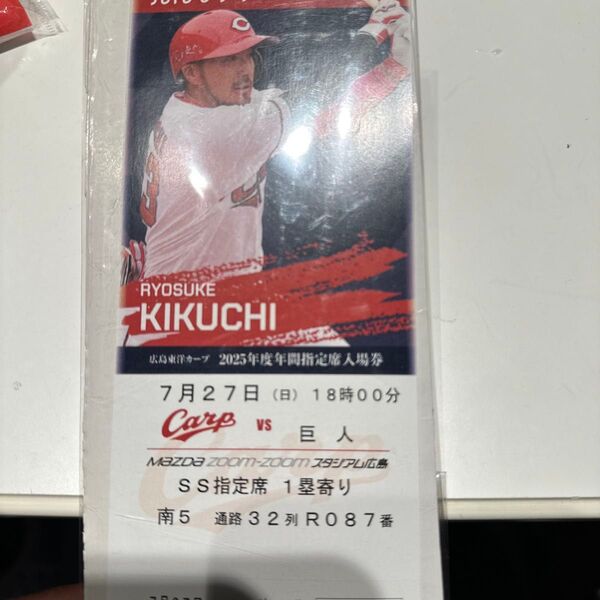 RYOSUKE
KIKUCHI
広島東洋カープ 2025年度年間指定席入場券
7月27日 (日) 18時00分
Carp vs 巨人
MAZDA ZOOM-ZOOM スタジアム広島
SS指定席 1塁寄り
南5 通路32列R087番